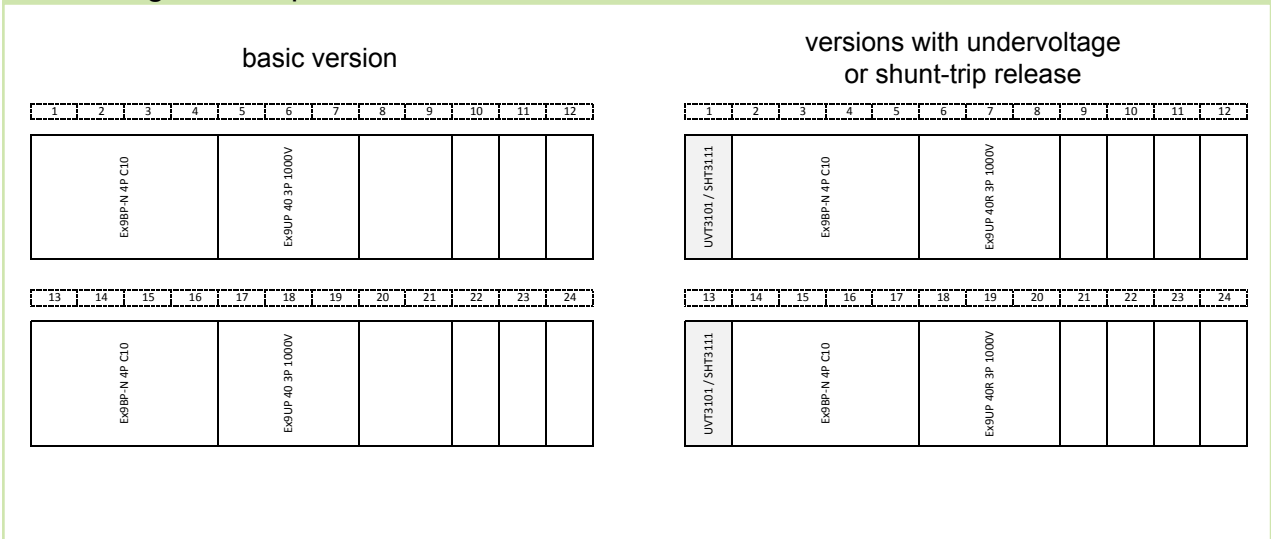 basic version
versions with undervoltage
or shunt-trip release
1 2 3 4 5 6 7 8 9 10 11 12
Ex9BP-N 4P C10
Ex9UP 40 3P 1000V
13 14 15 16 17 18 19 20 21 22 23 24
Ex9BP-N 4P C10
Ex9UP 40 3P 1000V
1 2 3 4 5 6 7 8 9 10 11 12
UVT3101 / SHT3111
Ex9BP-N 4P C10
Ex9UP 40R 3P 1000V
13 14 15 16 17 18 19 20 21 22 23 24
UVT3101 / SHT3111
Ex9BP-N 4P C10
Ex9UP 40R 3P 1000V